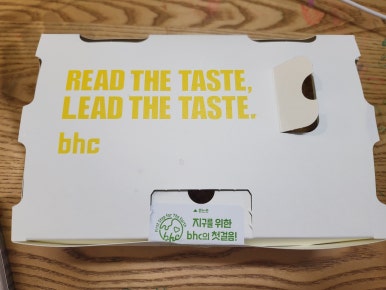 READ THE TASTE,
LEAD THE TASTE.
bhc
지구를 위한
bhc의 첫걸음!
bhc